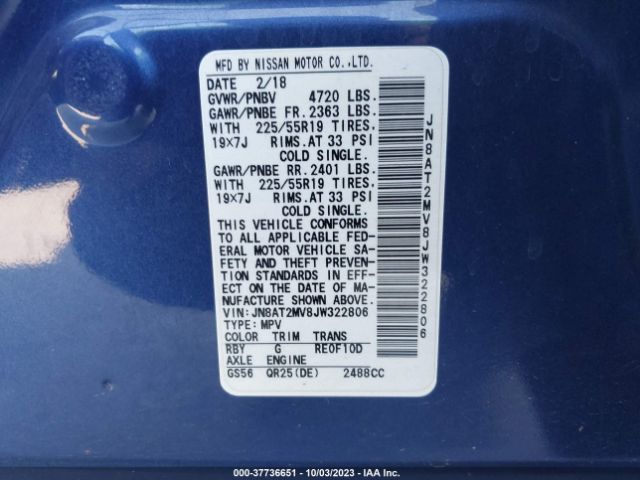 MFD BY NISSAN MOTOR CO.,LTD.
DATE 2/18
GVWR/PNBV 4720 LBS.
GAWR/PNBE FR. 2363 LBS.
WITH 225/55R19 TIRES.
19×7J RIMS. AT 33 PSI
COLD SINGLE.
GAWR/PNBE RR. 2401 LBS.
WITH 225/55R19 TIRES.
19×7J RIMS. AT 33 PSI
COLD SINGLE.
THIS VEHICLE CONFORMS
TO ALL APPLICABLE FED-
ERAL MOTOR VEHICLE SA-
FETY AND THEFT PREVEN-
TION STANDARDS IN EFF-
ECT ON THE DATE OF MA-
NUFACTURE SHOWN ABOVE.
VIN: JN8AT2MV8JW322806
TYPE: MPV
COLOR TRIM TRANS
RBY G RE0F10D
AXLE ENGINE
GS56 QR25(DE) 2488CC
JN8AT2MV8JW322806
000-37736651 - 10/03/2023 - IAA Inc.